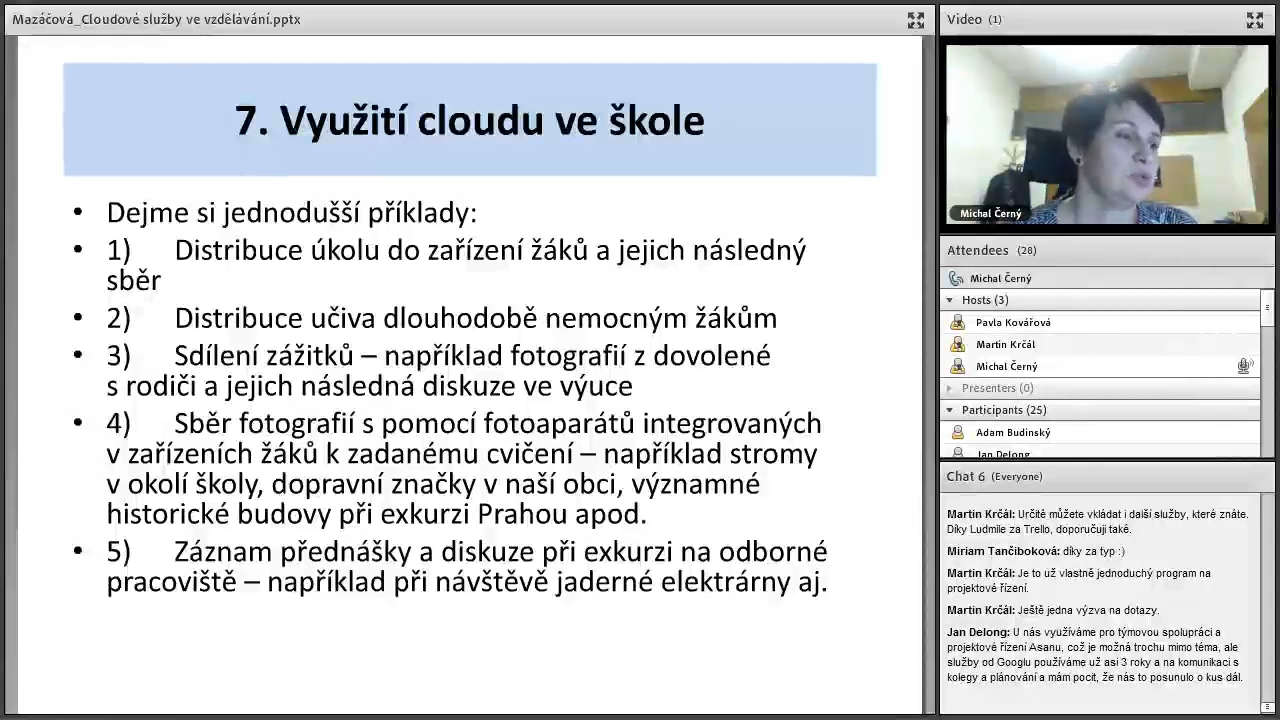 Mazáčová_Cloudové služby ve vzdělávání.pptx
7. Využití cloudu ve škole
• Dejme si jednodušší příklady:
• 1) Distribuce úkolu do zařízení žáků a jejich následný
sběr
• 2) Distribuce učiva dlouhodobě nemocným žákům
• 3) Sdílení zážitků – například fotografií z dovolené
s rodiči a jejich následná diskuze ve výuce
• 4) Sběr fotografií s pomocí fotoaparátů integrovaných
v zařízeních žáků k zadanému cvičení – například stromy
v okolí školy, dopravní značky v naší obci, významné
historické budovy při exkurzi Prahou apod.
• 5) Záznam přednášky a diskuze při exkurzi na odborné
pracoviště – například při návštěvě jaderné elektrárny aj.
Video (1)
Michal Černý
Attendees (28)
Michal Černý
Hosts (3)
Pavla Kovářová
Martin Krčál
Michal Černý
Presenters (0)
Participants (25)
Adam Budínský
Jan Delong
Chat 6 (Everyone)
Martin Krčál: Určitě můžete vkládat i další služby, které znáte.
Díky Ludmile za Trello, doporučuji také.
Miriam Tančiboková: díky za typ :)
Martin Krčál: Je to už vlastně jednoduchý program na
projektové řízení.
Martin Krčál: Ještě jedna výzva na dotazy.
Jan Delong: U nás využíváme pro týmovou spolupráci a
projektové řízení Asanu, což je možná trochu mimo téma, ale
služby od Googlu používáme už asi 3 roky a na komunikaci s
kolegy a plánování a mám pocit, že nás to posunulo o kus dál.